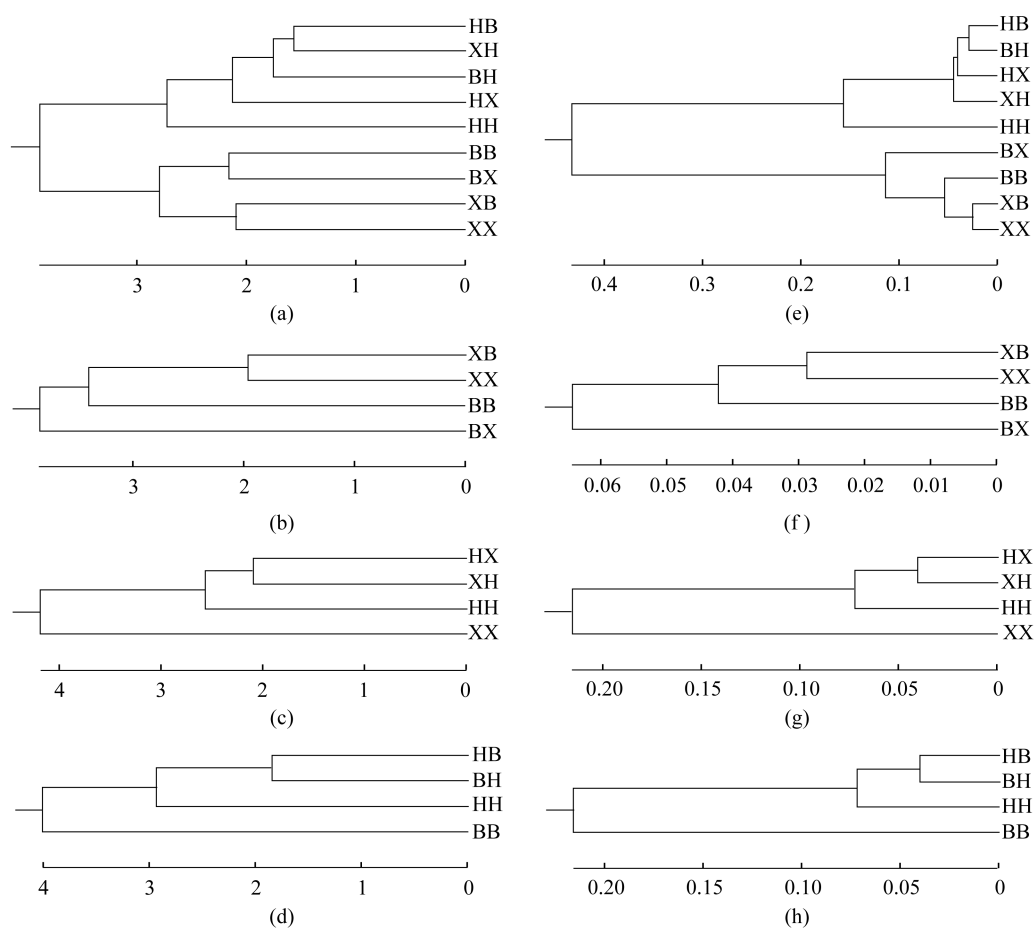 HB
XH
BH
HX
HH
BB
BX
XB
XX
3 2 1 0
(a)
HB
BH
HX
XH
HH
BX
BB
XB
XX
0.4 0.3 0.2 0.1 0
(e)
XB
XX
BB
BX
3 2 1 0
(b)
XB
XX
BB
BX
0.06 0.05 0.04 0.03 0.02 0.01 0
(f)
HX
XH
HH
XX
4 3 2 1 0
(c)
HX
XH
HH
XX
0.20 0.15 0.10 0.05 0
(g)
HB
BH
HH
BB
4 3 2 1 0
(d)
HB
BH
HH
BB
0.20 0.15 0.10 0.05 0
(h)